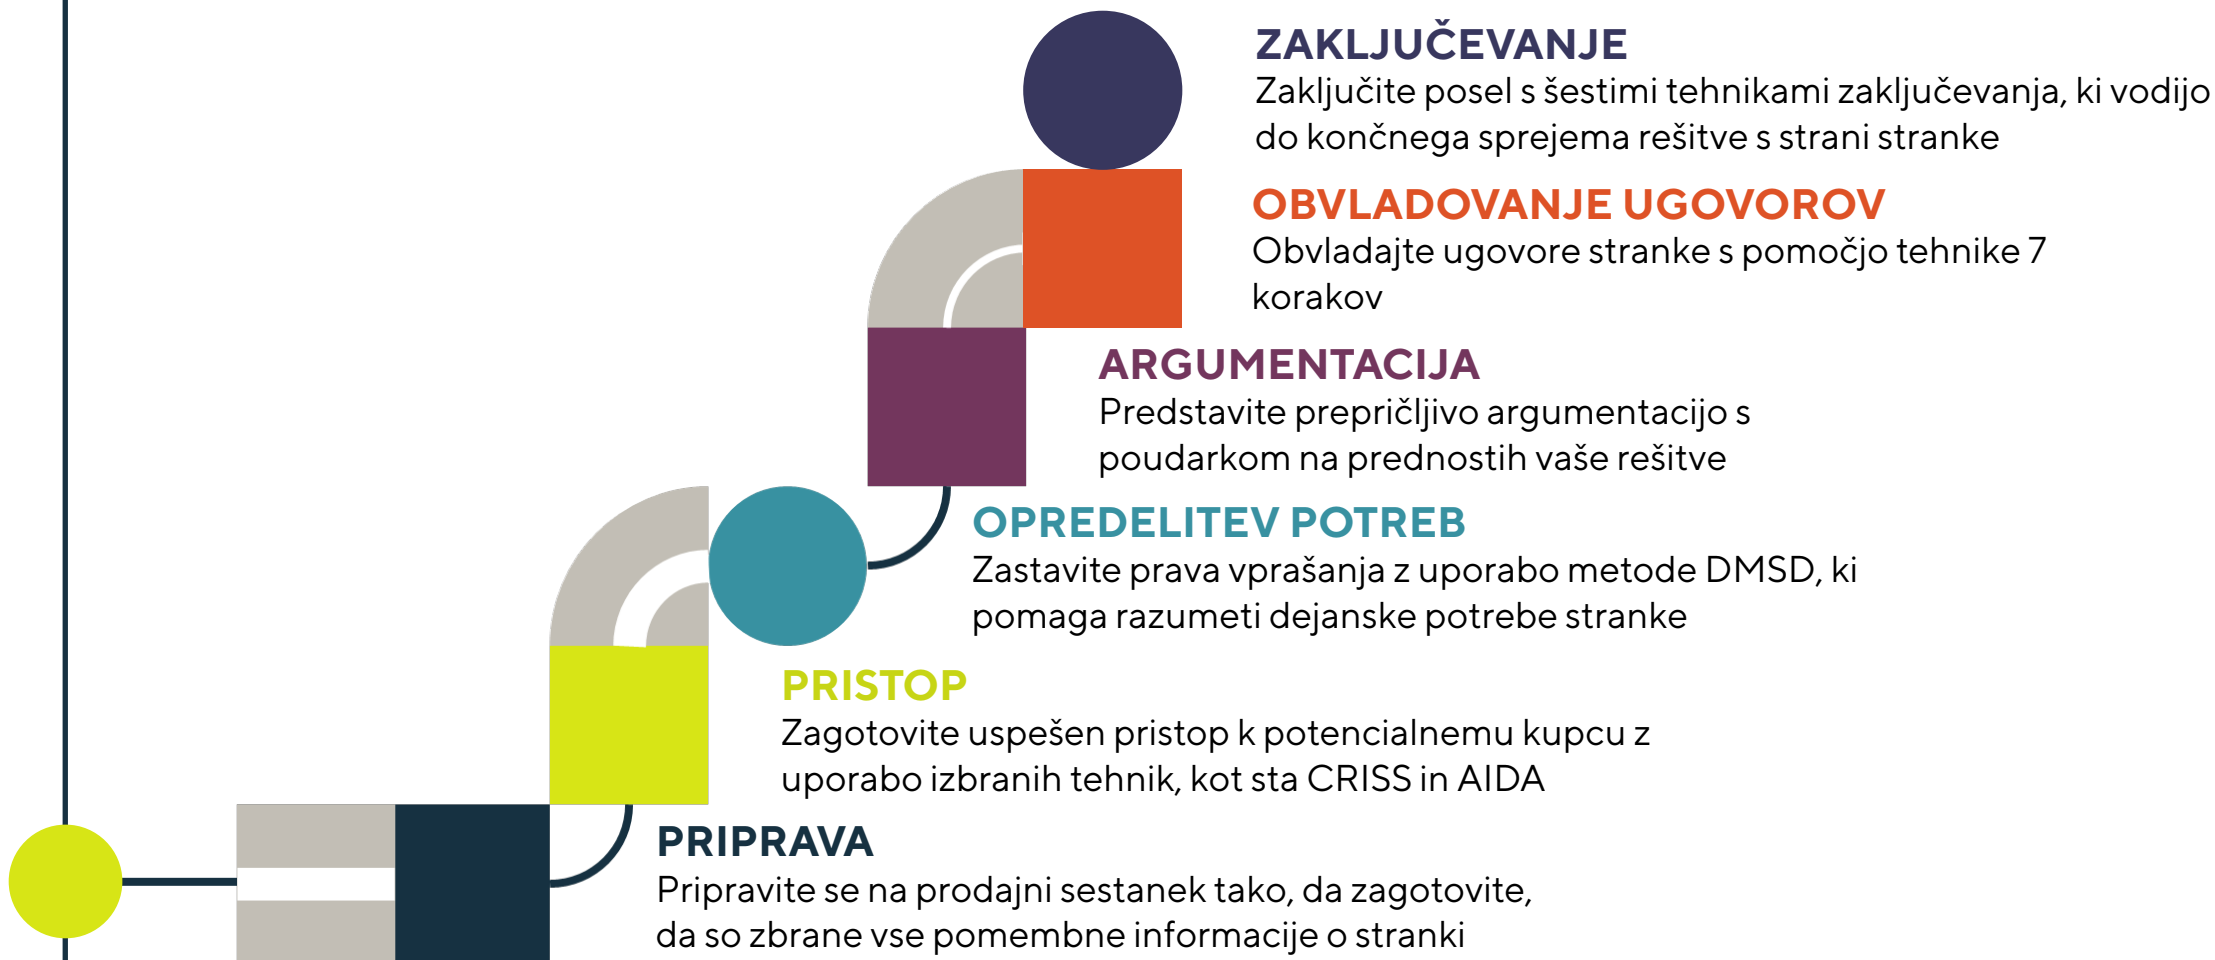 ZAKLJUČEVANJE
Zaključite posel s šestimi tehnikami zaključevanja, ki vodijo
do končnega sprejema rešitve s strani stranke
OBVLADOVANJE UGOVOROV
Obvladajte ugovore stranke s pomočjo tehnike 7
korakov
ARGUMENTACIJA
Predstavite prepričljivo argumentacijo s
poudarkom na prednostih vaše rešitve
OPREDELITEV POTREB
Zastavite prava vprašanja z uporabo metode DMSD, ki
pomaga razumeti dejanske potrebe stranke
PRISTOP
Zagotovite uspešen pristop k potencialnemu kupcu z
uporabo izbranih tehnik, kot sta CRISS in AIDA
PRIPRAVA
Pripravite se na prodajni sestanek tako, da zagotovite,
da so zbrane vse pomembne informacije o stranki